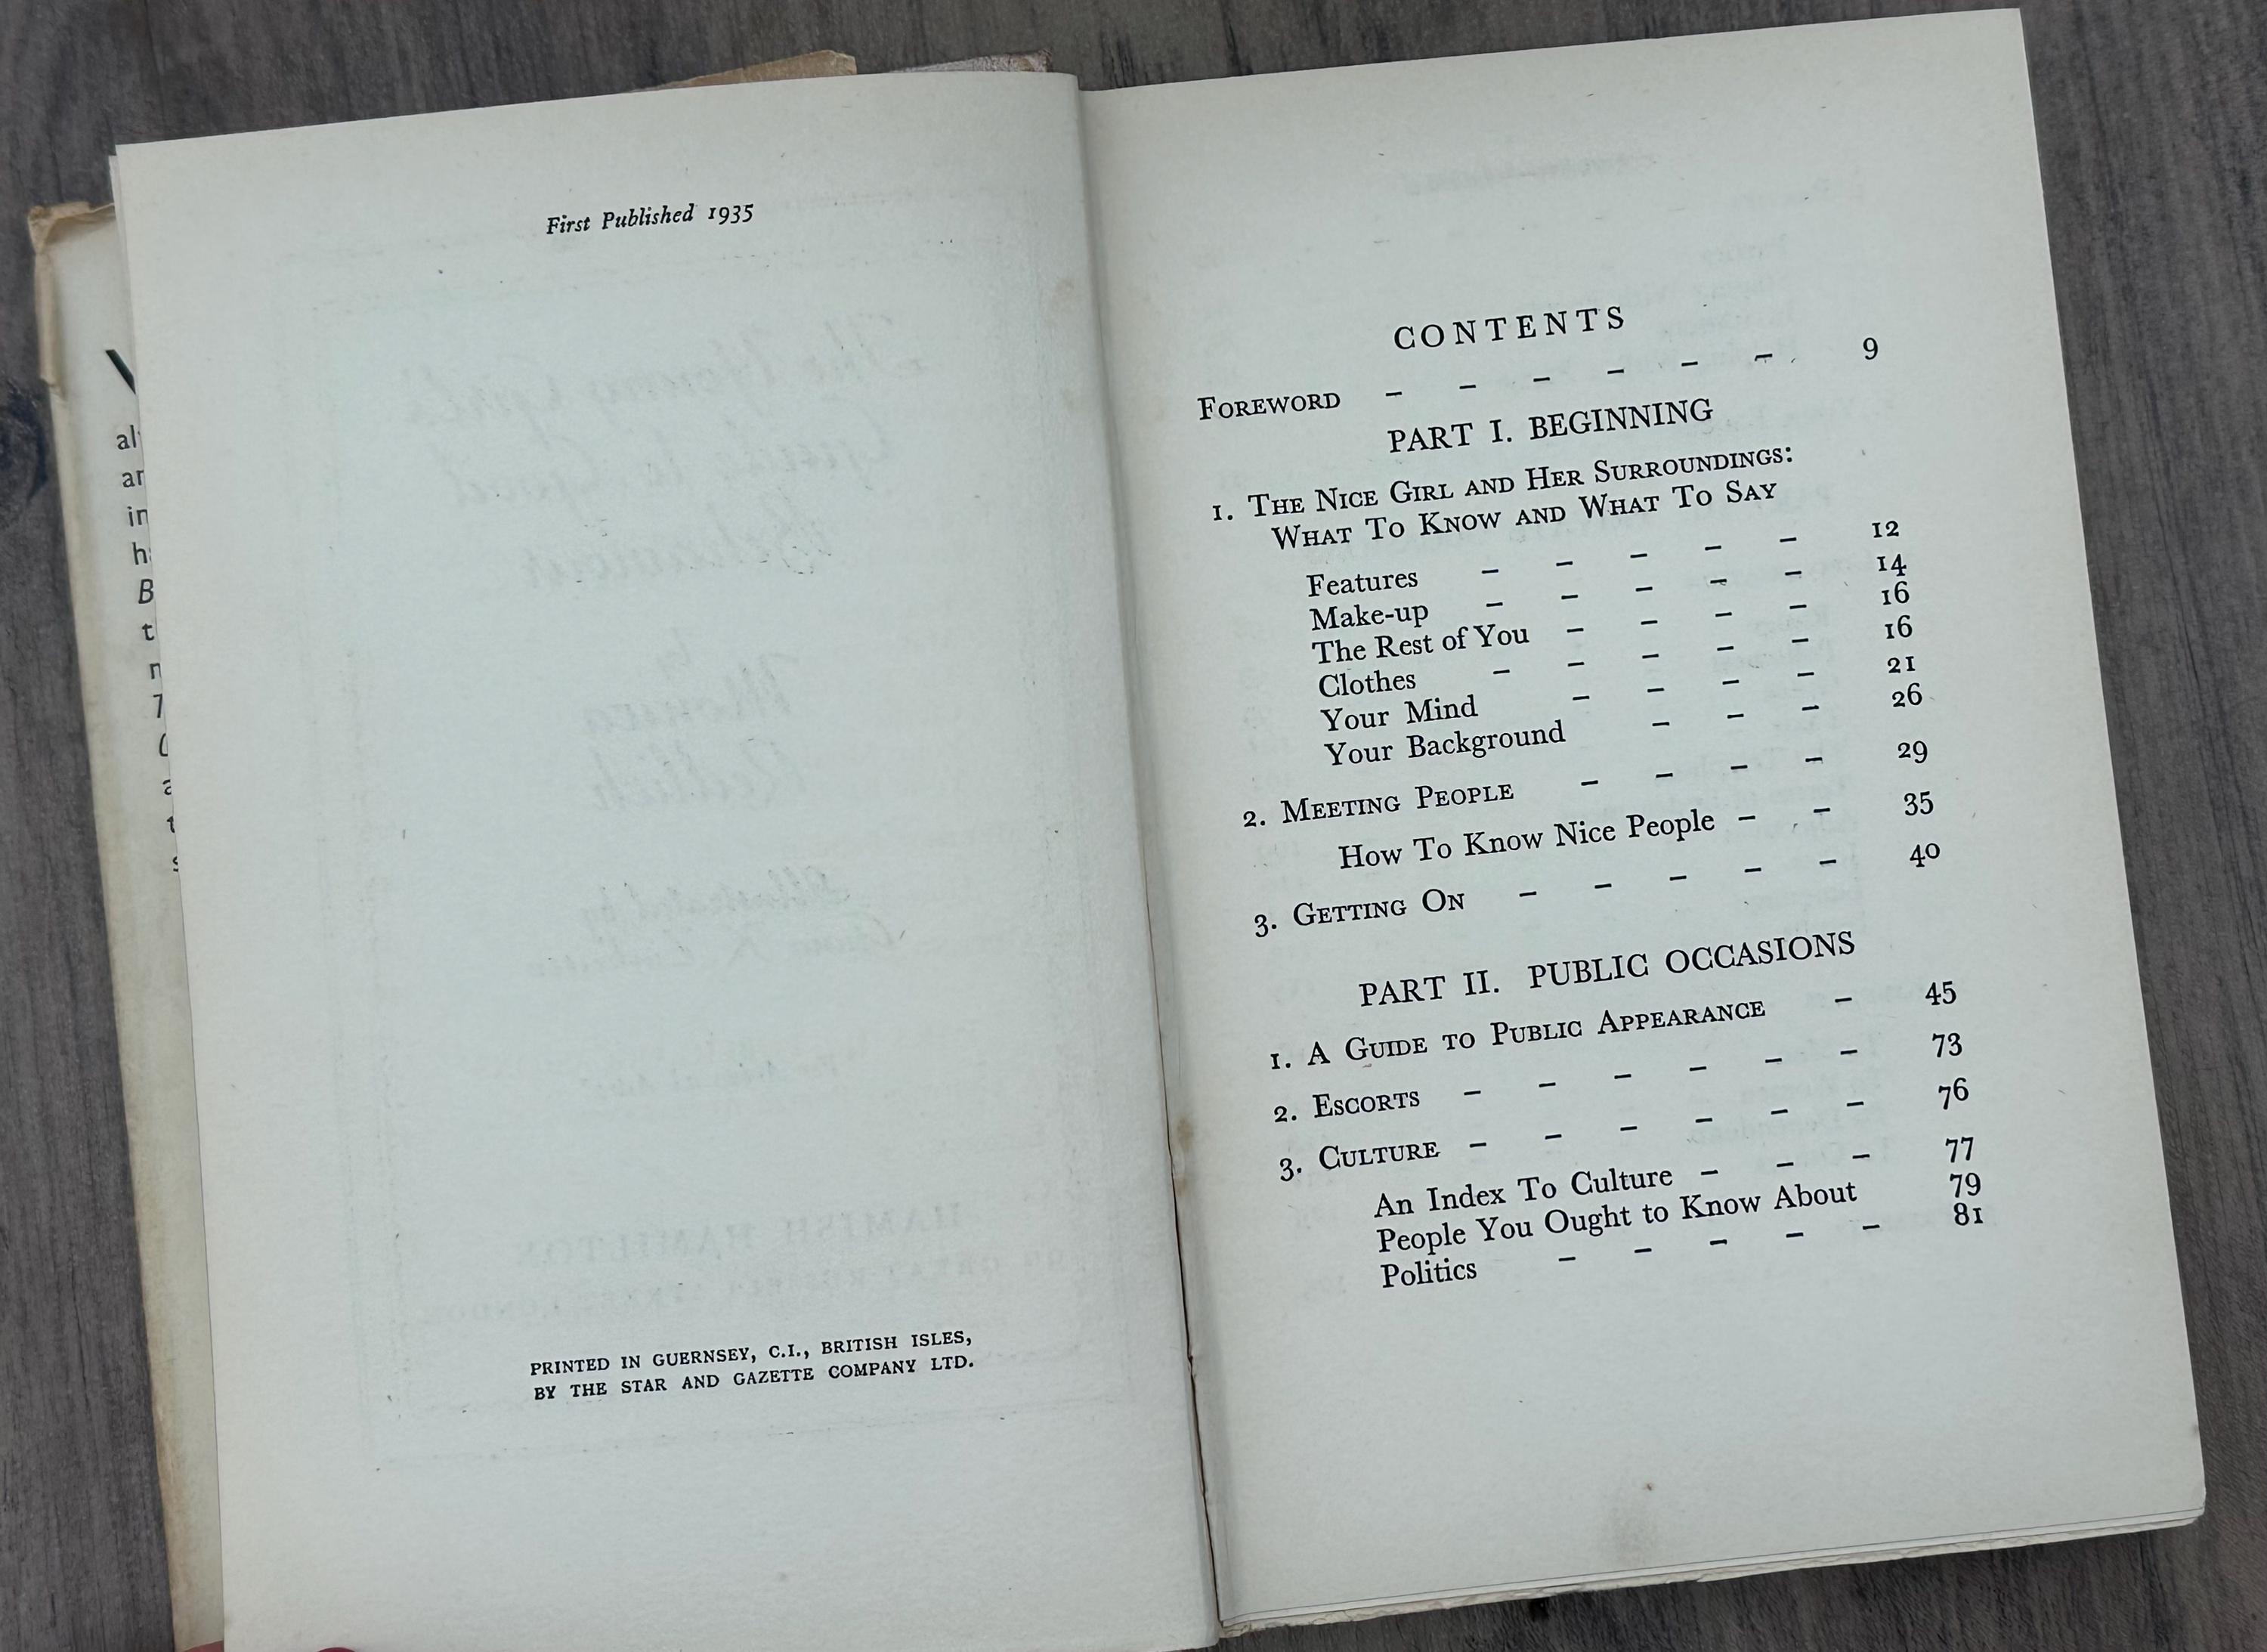 First Published 1935
PRINTED IN GUERNSEY, C.I., BRITISH ISLES,
BY THE STAR AND GAZETTE COMPANY LTD.
CONTENTS
FOREWORD - - - - - - 9
PART I. BEGINNING
1. THE NICE GIRL AND HER SURROUNDINGS:
WHAT TO KNOW AND WHAT TO SAY
Features - - - - - 12
Make-up - - - - - 14
The Rest of You - - - - 16
Clothes - - - - - 16
Your Mind - - - - 21
Your Background - - - 26
2. MEETING PEOPLE - - - - 29
How To Know Nice People - - 35
3. GETTING ON - - - - - 40
PART II. PUBLIC OCCASIONS
1. A GUIDE TO PUBLIC APPEARANCE - 45
2. ESCORTS - - - - - - 73
3. CULTURE - - - - - - 76
An Index To Culture - - - 77
People You Ought to Know About 79
Politics - - - - - 81